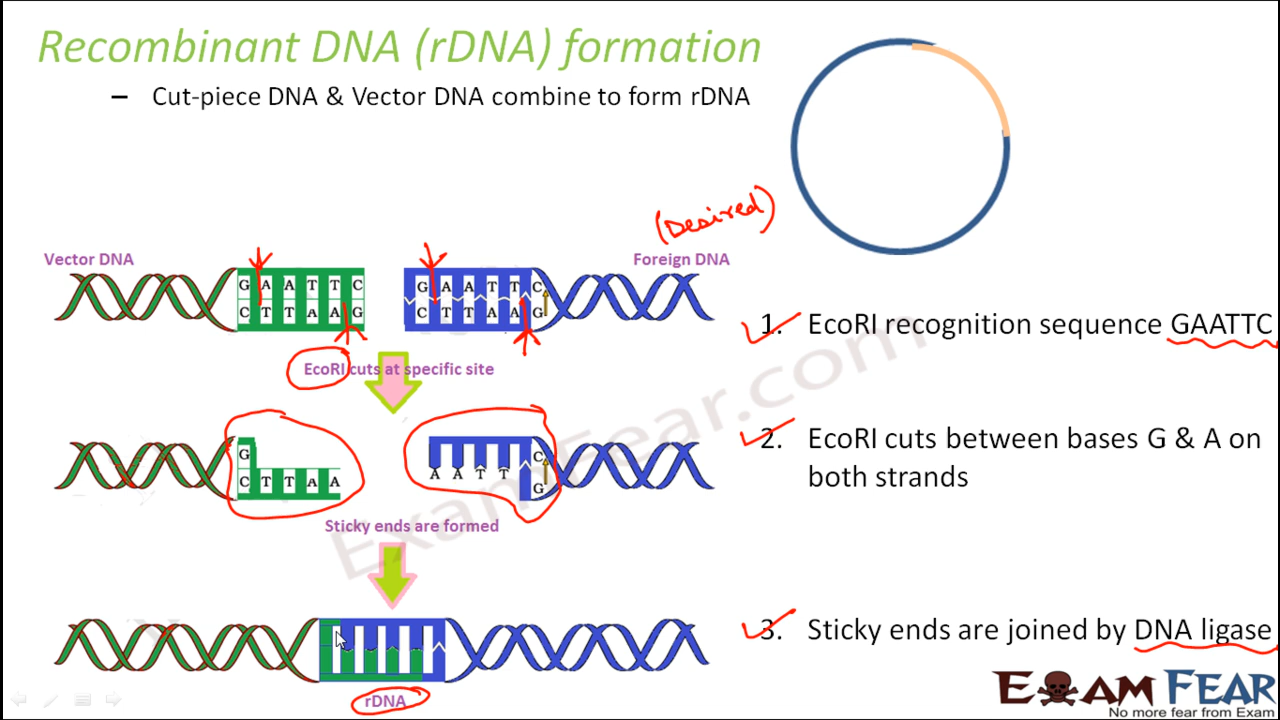 Recombinant DNA (rDNA) formation
– Cut-piece DNA & Vector DNA combine to form rDNA
(Desired)
Vector DNA
Foreign DNA
G A A T T C
C T T A A G
G A A T T C
C T T A A G
1. EcoRI recognition sequence GAATTC
EcoRI cuts at specific site
2. EcoRI cuts between bases G & A on
both strands
G
C T T A A
C
A A T T
G
Sticky ends are formed
3. Sticky ends are joined by DNA ligase
rDNA
ExamFear.com
EXAM FEAR
No more fear from Exam